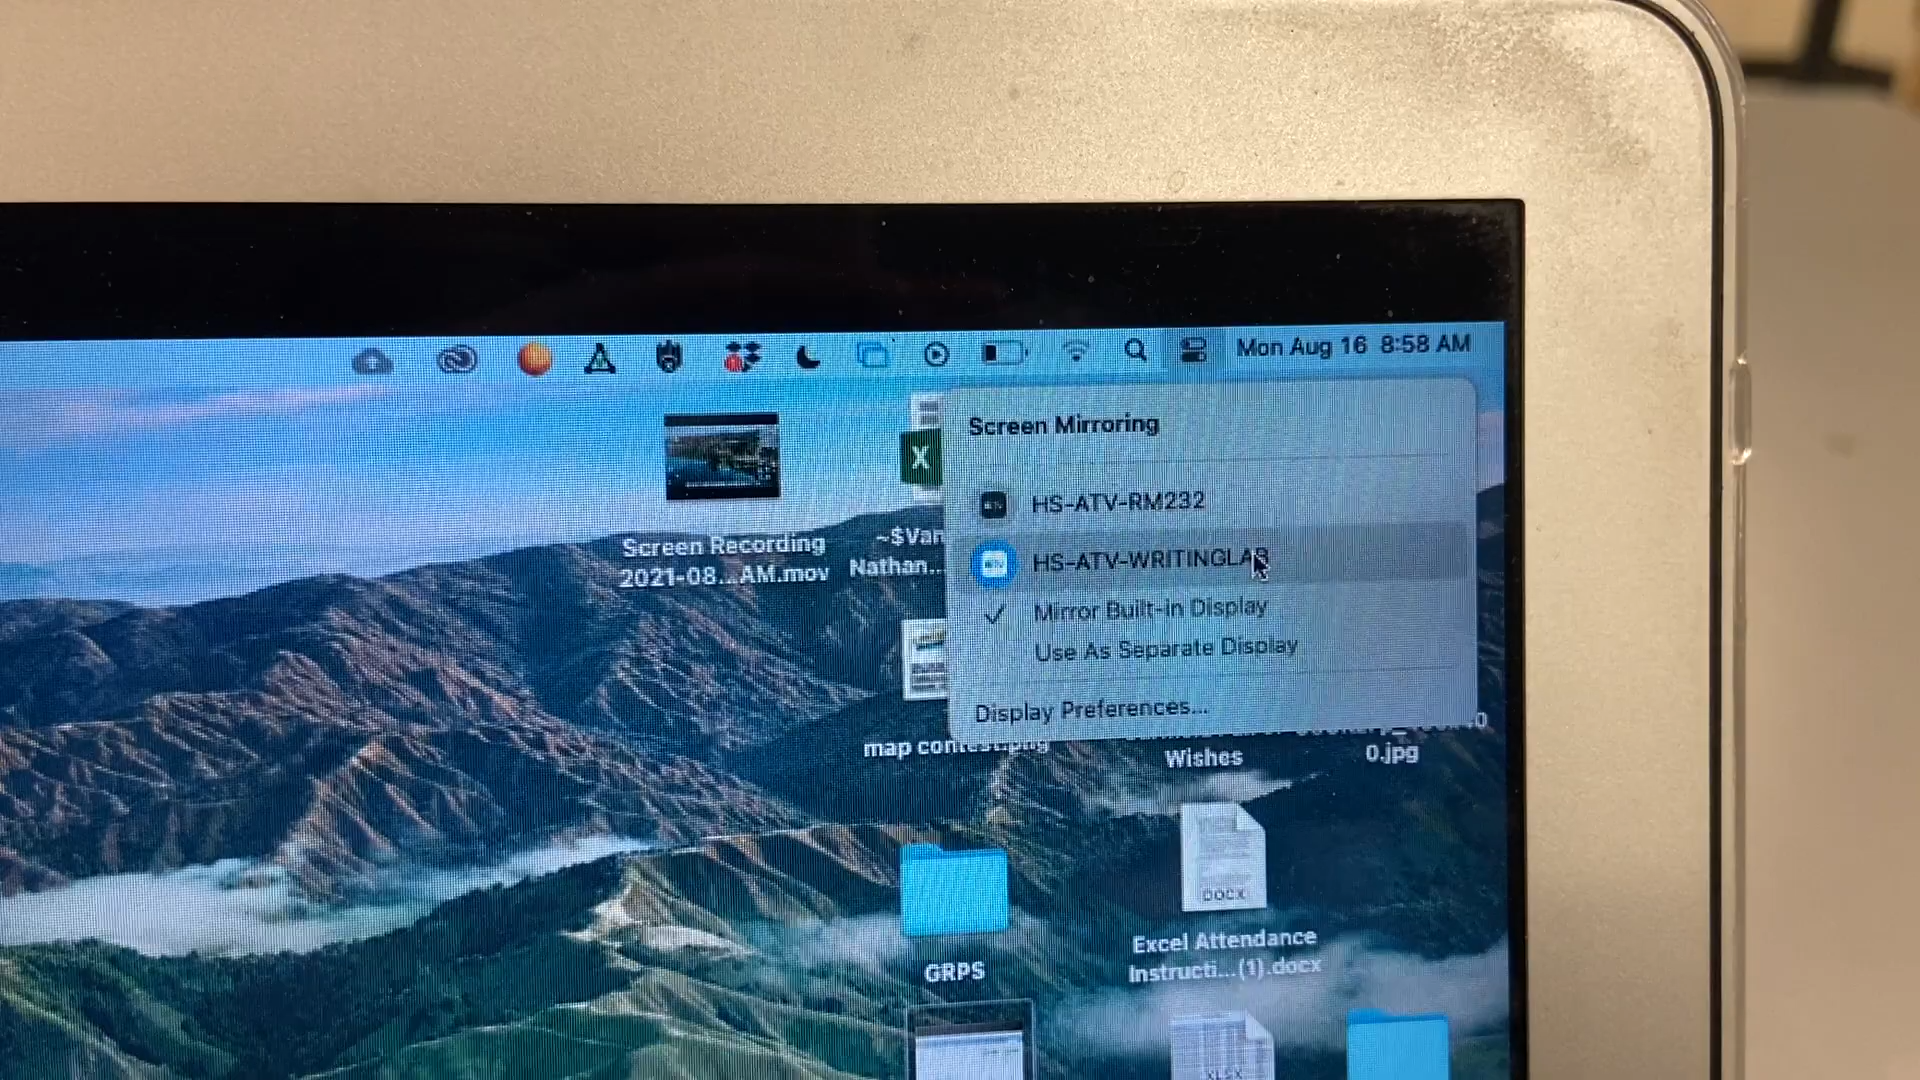 Mon Aug 16 8:58 AM
Screen Mirroring
HS-ATV-RM232
HS-ATV-WRITINGLAB
Mirror Built-in Display
Use As Separate Display
Display Preferences...
X
Screen Recording
2021-08...AM.mov
~$Van
Nathan...
map contest.png
Wishes
0.jpg
DOCX
GRPS
Excel Attendance
Instructi...(1).docx
XLSX